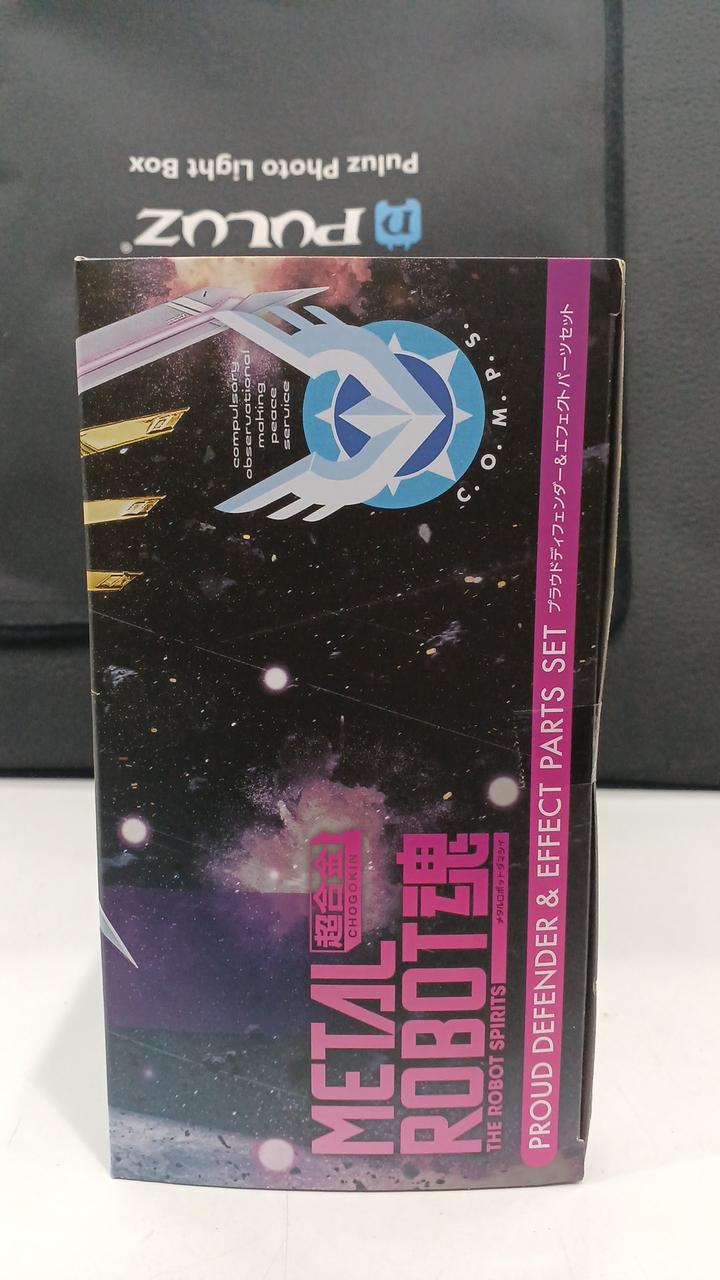 Puluz Photo Light Box
PULUZ®
compulsory
observational
making
peace
service
C.O.M.P.S.
超合金
CHOGOKIN
METAL
ROBOT魂
THE ROBOT SPIRITS
メタルロボットダマシイ
PROUD DEFENDER & EFFECT PARTS SET プラウドディフェンダー&エフェクトパーツセット